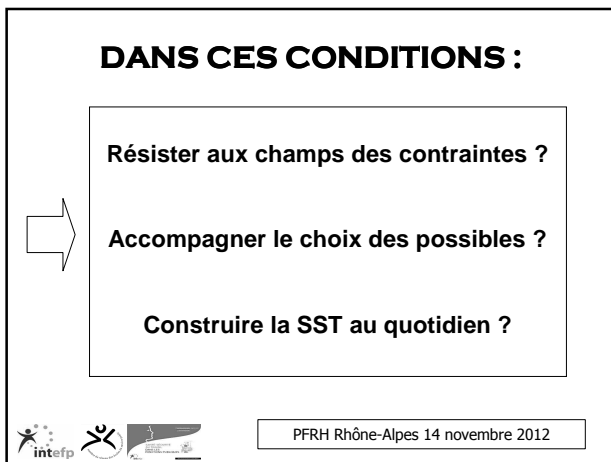 DANS CES CONDITIONS :
Résister aux champs des contraintes ?
Accompagner le choix des possibles ?
Construire la SST au quotidien ?
intefp
PFRH Rhône-Alpes 14 novembre 2012